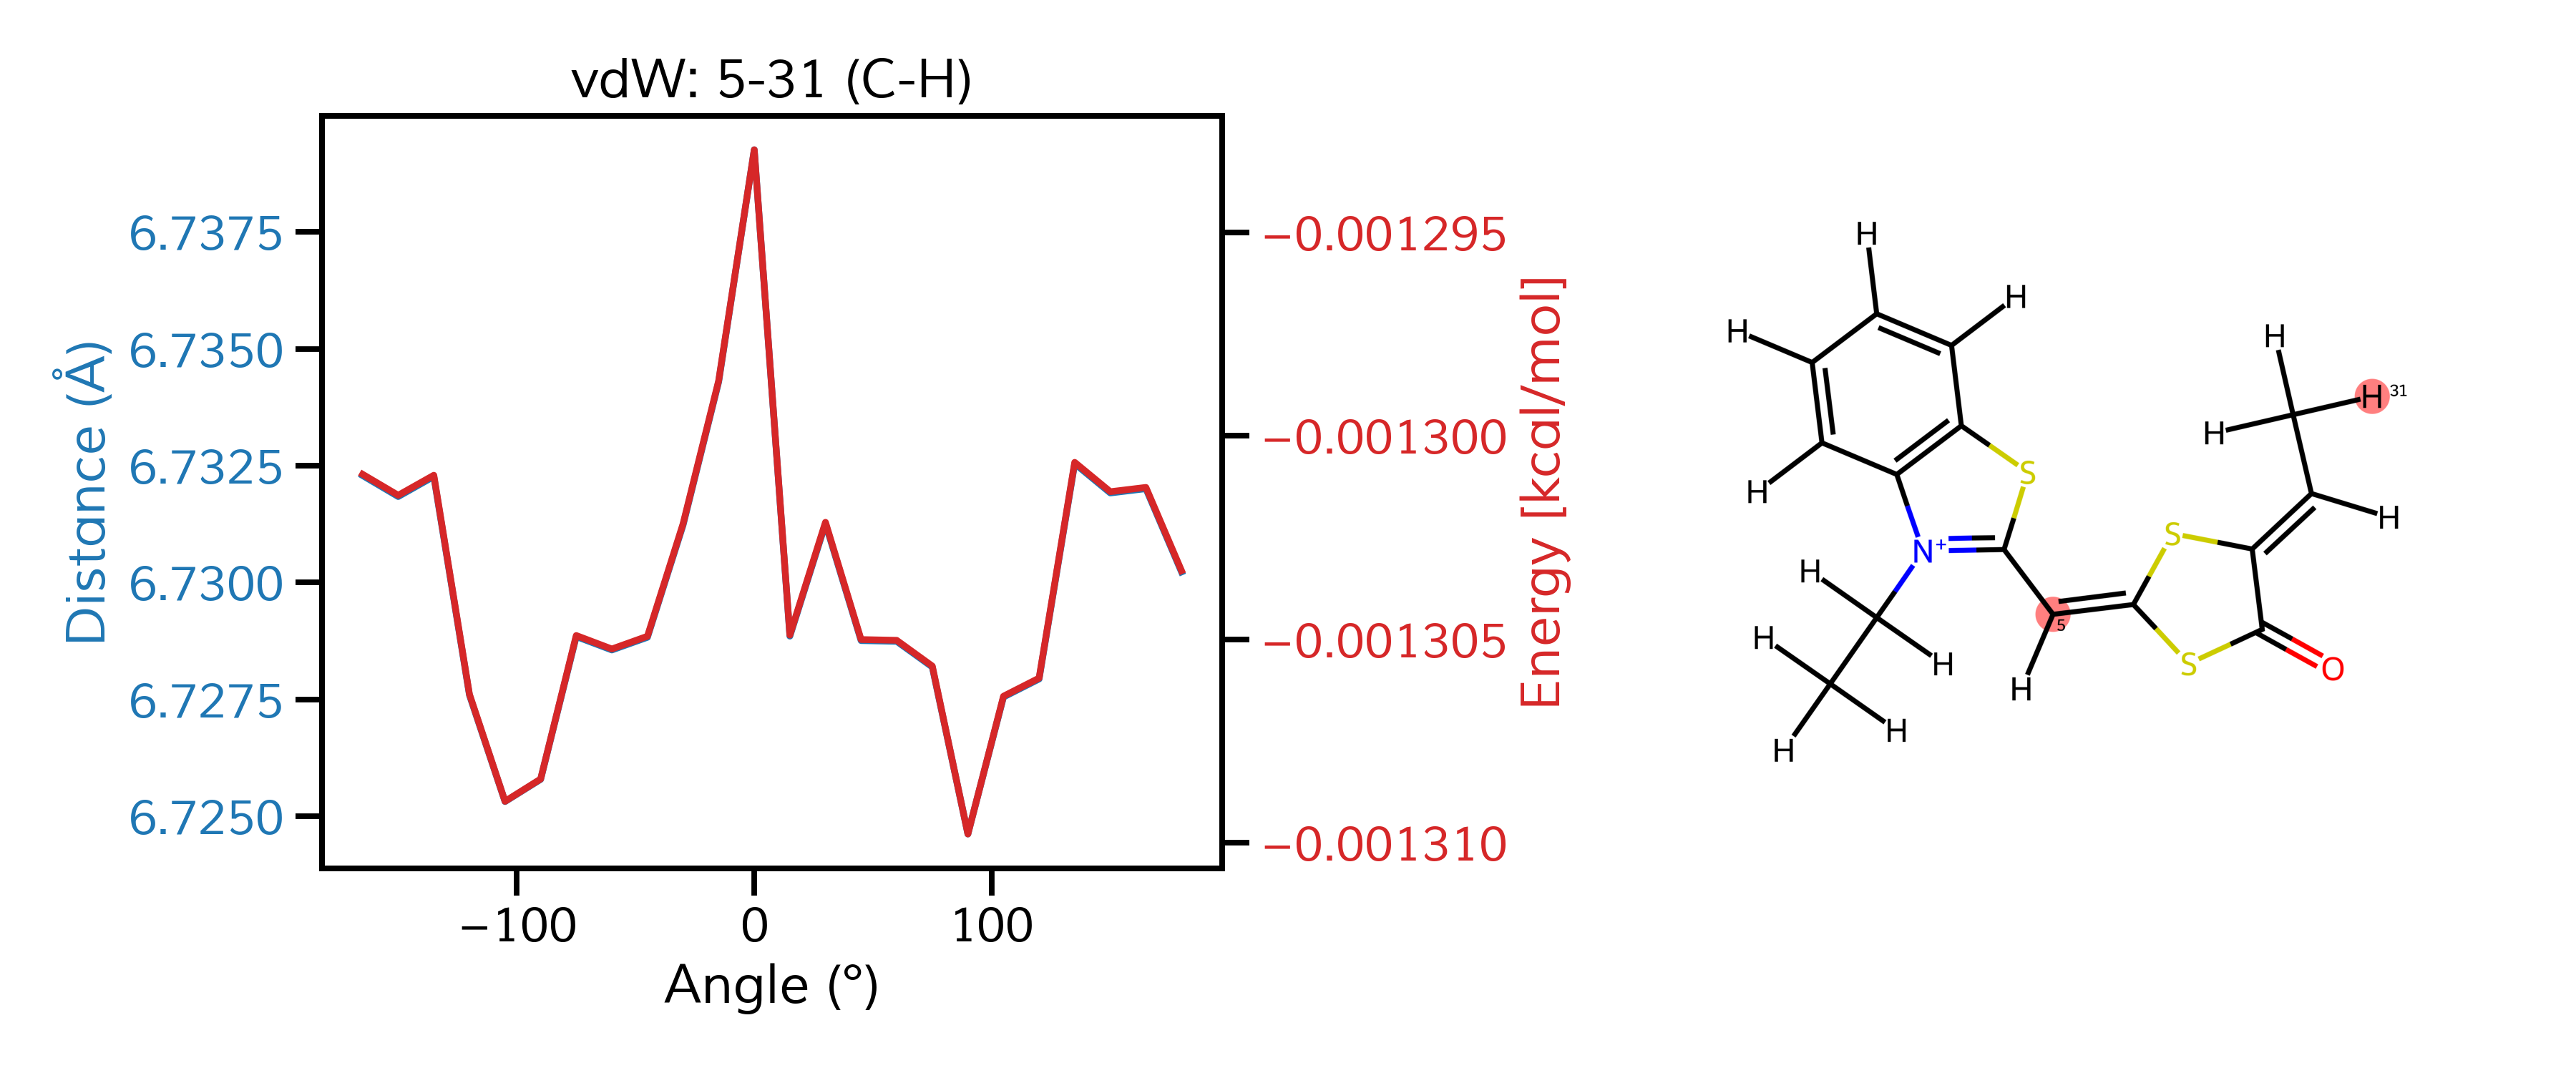 vdW: 5-31 (C-H)
6.7375
6.7350
6.7325
6.7300
6.7275
6.7250
Distance (Å)
−0.001295
−0.001300
−0.001305
−0.001310
Energy [kcal/mol]
−100
0
100
Angle (°)
H
H
H
H
H
H 31
H
S
H
S
H
N+
H
5
H
H
S
O
H
H
H